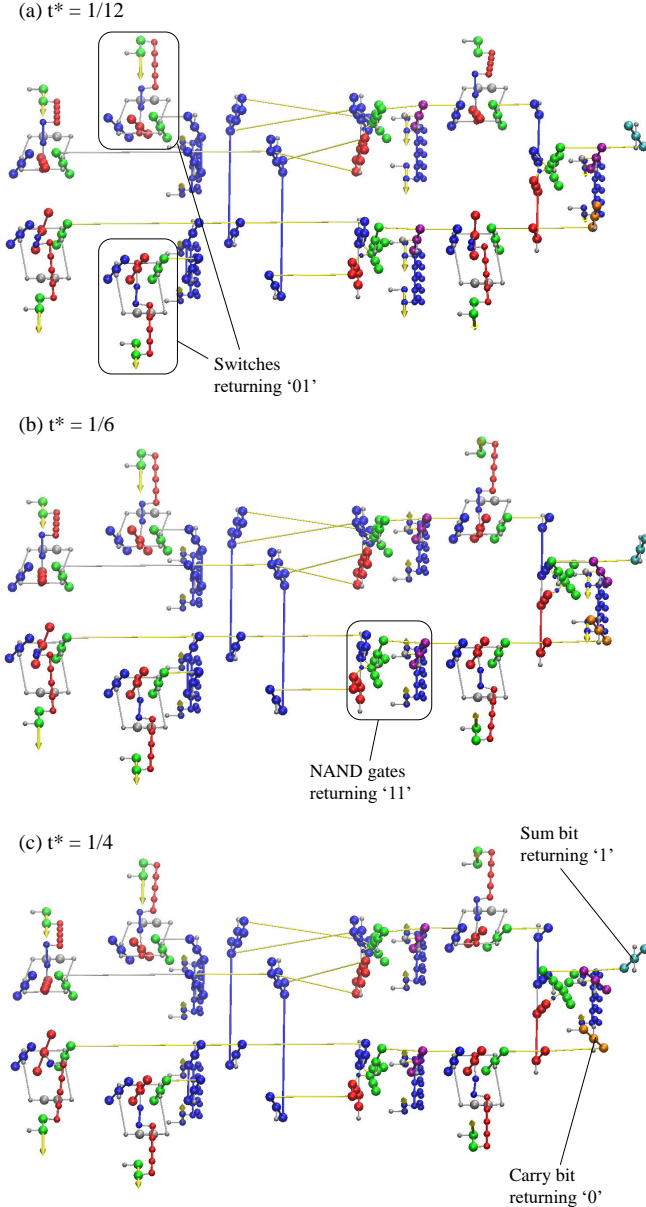 (a) t* = 1/12
Switches
returning ‘01’
(b) t* = 1/6
NAND gates
returning ‘11’
(c) t* = 1/4
Sum bit
returning ‘1’
Carry bit
returning ‘0’